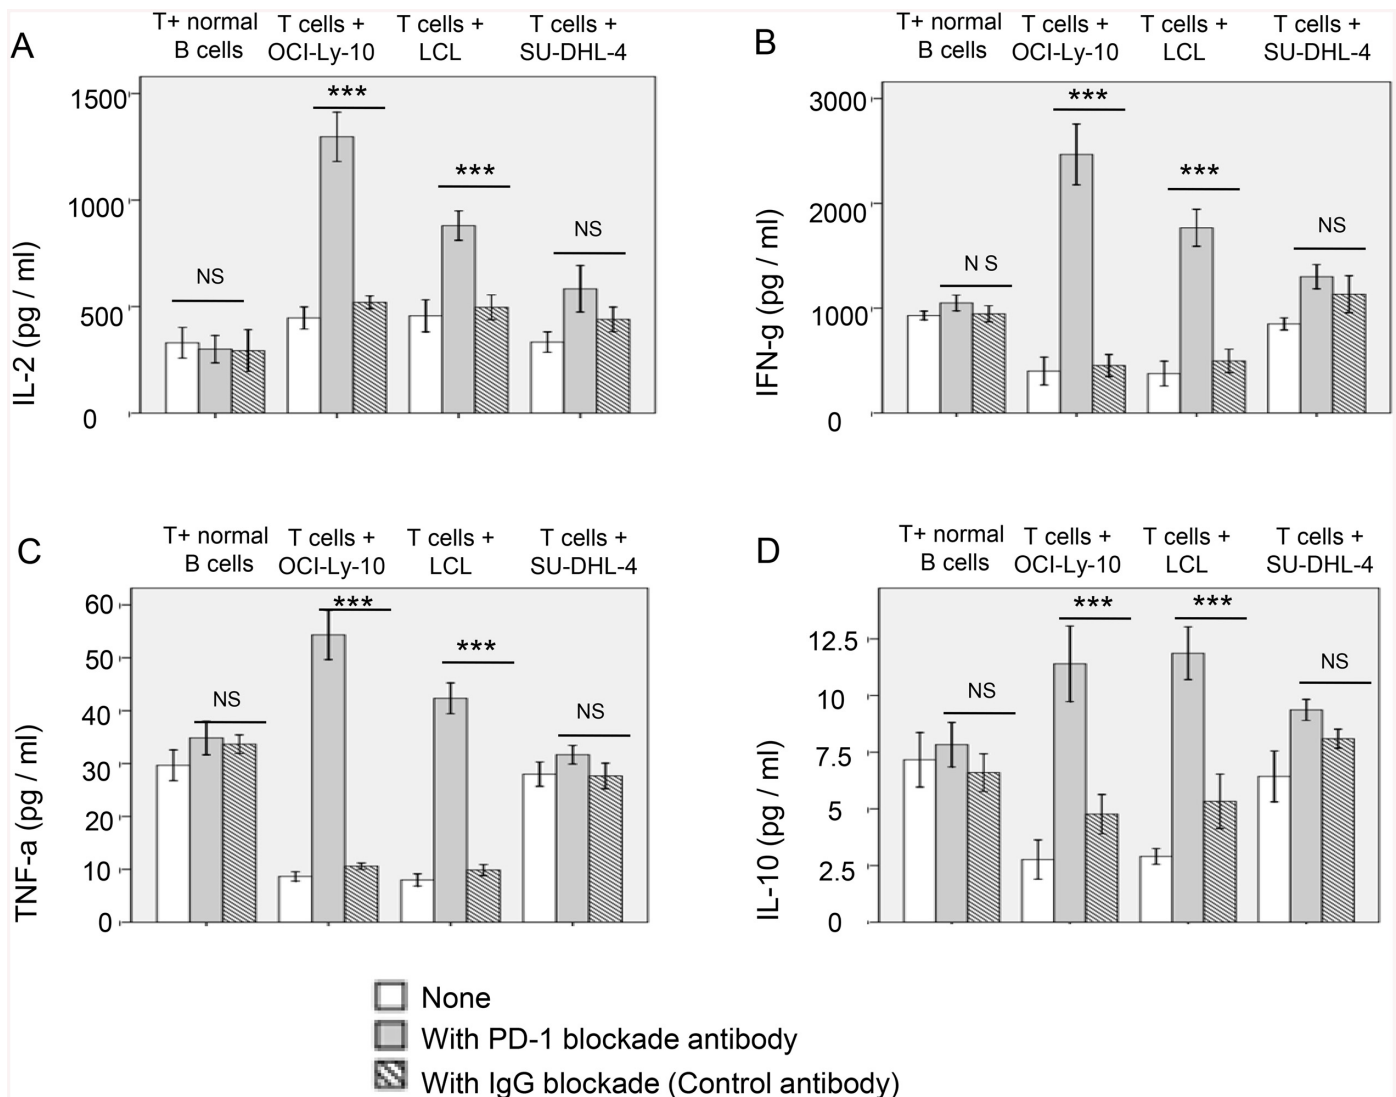 A
T+ normal
B cells
T cells +
OCI-Ly-10
T cells +
LCL
T cells +
SU-DHL-4
IL-2 (pg / ml)
1500
1000
500
0
NS
***
***
NS
B
T+ normal
B cells
T cells +
OCI-Ly-10
T cells +
LCL
T cells +
SU-DHL-4
IFN-g (pg / ml)
3000
2000
1000
0
N S
***
***
NS
C
T+ normal
B cells
T cells +
OCI-Ly-10
T cells +
LCL
T cells +
SU-DHL-4
TNF-a (pg / ml)
60
50
40
30
20
10
0
NS
***
***
NS
D
T+ normal
B cells
T cells +
OCI-Ly-10
T cells +
LCL
T cells +
SU-DHL-4
IL-10 (pg / ml)
12.5
10
7.5
5
2.5
0
NS
***
***
NS
None
With PD-1 blockade antibody
With IgG blockade (Control antibody)